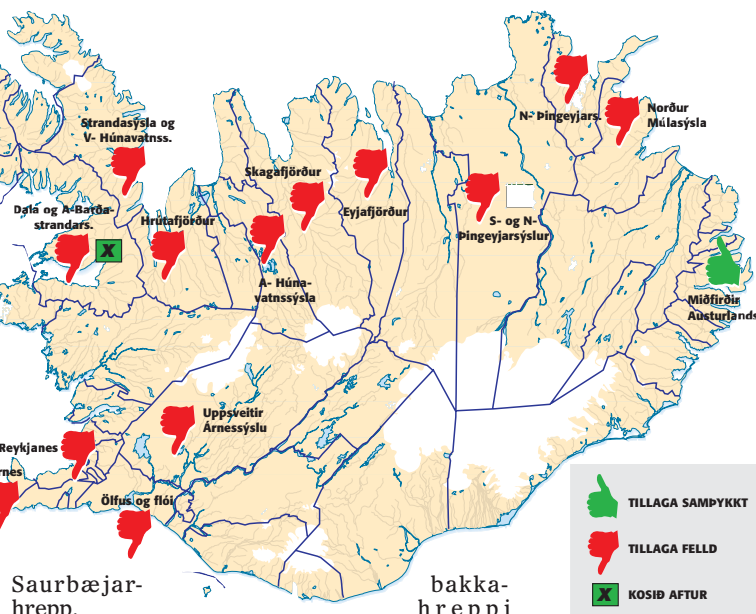 Strandasýsla og
V- Húnavatnss.
N- Þingeyjars.
Norður
Múlasýsla
Skagafjörður
Dala og A-Barða-
strandars.
Hrútafjörður
Eyjafjörður
S- og N-
Þingeyjarsýslur
X
A- Húna-
vatnssýsla
Miðfirðir
Austurlands
Uppsveitir
Árnessýslu
Reykjanes
rnes
Ölfus og flói
TILLAGA SAMÞYKKT
TILLAGA FELLD
X KOSIÐ AFTUR
Saurbæjar-
hrepp.
bakka-
hreppi